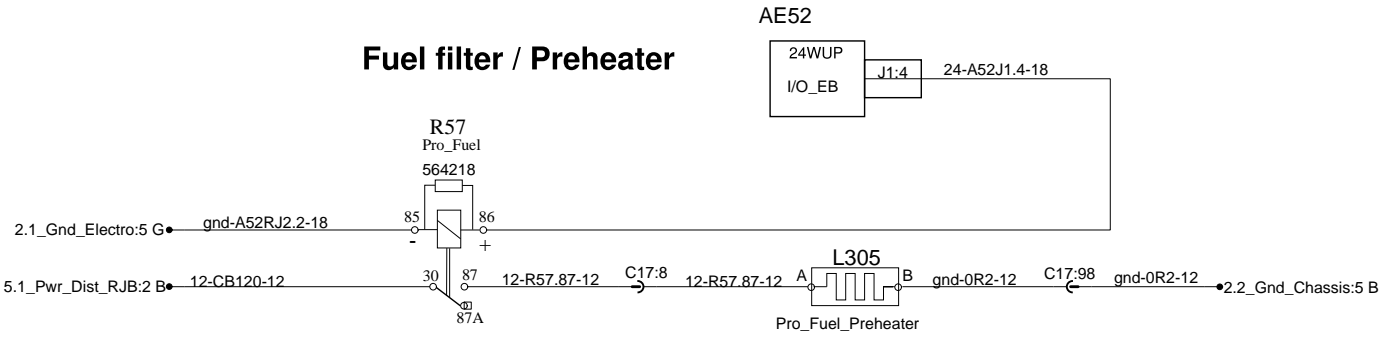 AE52
Fuel filter / Preheater
24WUP
I/O_EB
J1:4
24-A52J1.4-18
R57
Pro_Fuel
564218
2.1_Gnd_Electro:5 G
gnd-A52RJ2.2-18
85
86
-
+
5.1_Pwr_Dist_RJB:2 B
12-CB120-12
30
87
87A
12-R57.87-12
C17:8
12-R57.87-12
A
L305
B
gnd-0R2-12
C17:98
gnd-0R2-12
2.2_Gnd_Chassis:5 B
Pro_Fuel_Preheater